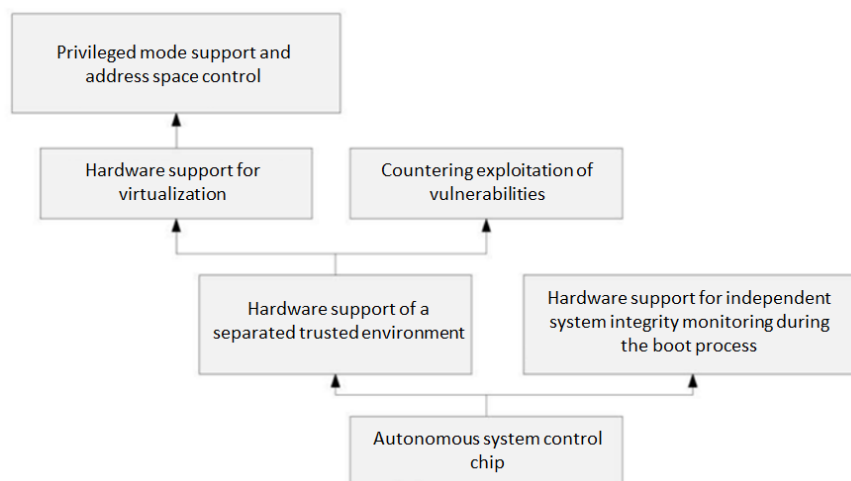 Privileged mode support and
address space control
Hardware support for
virtualization
Countering exploitation of
vulnerabilities
Hardware support of a
separated trusted environment
Hardware support for independent
system integrity monitoring during
the boot process
Autonomous system control
chip